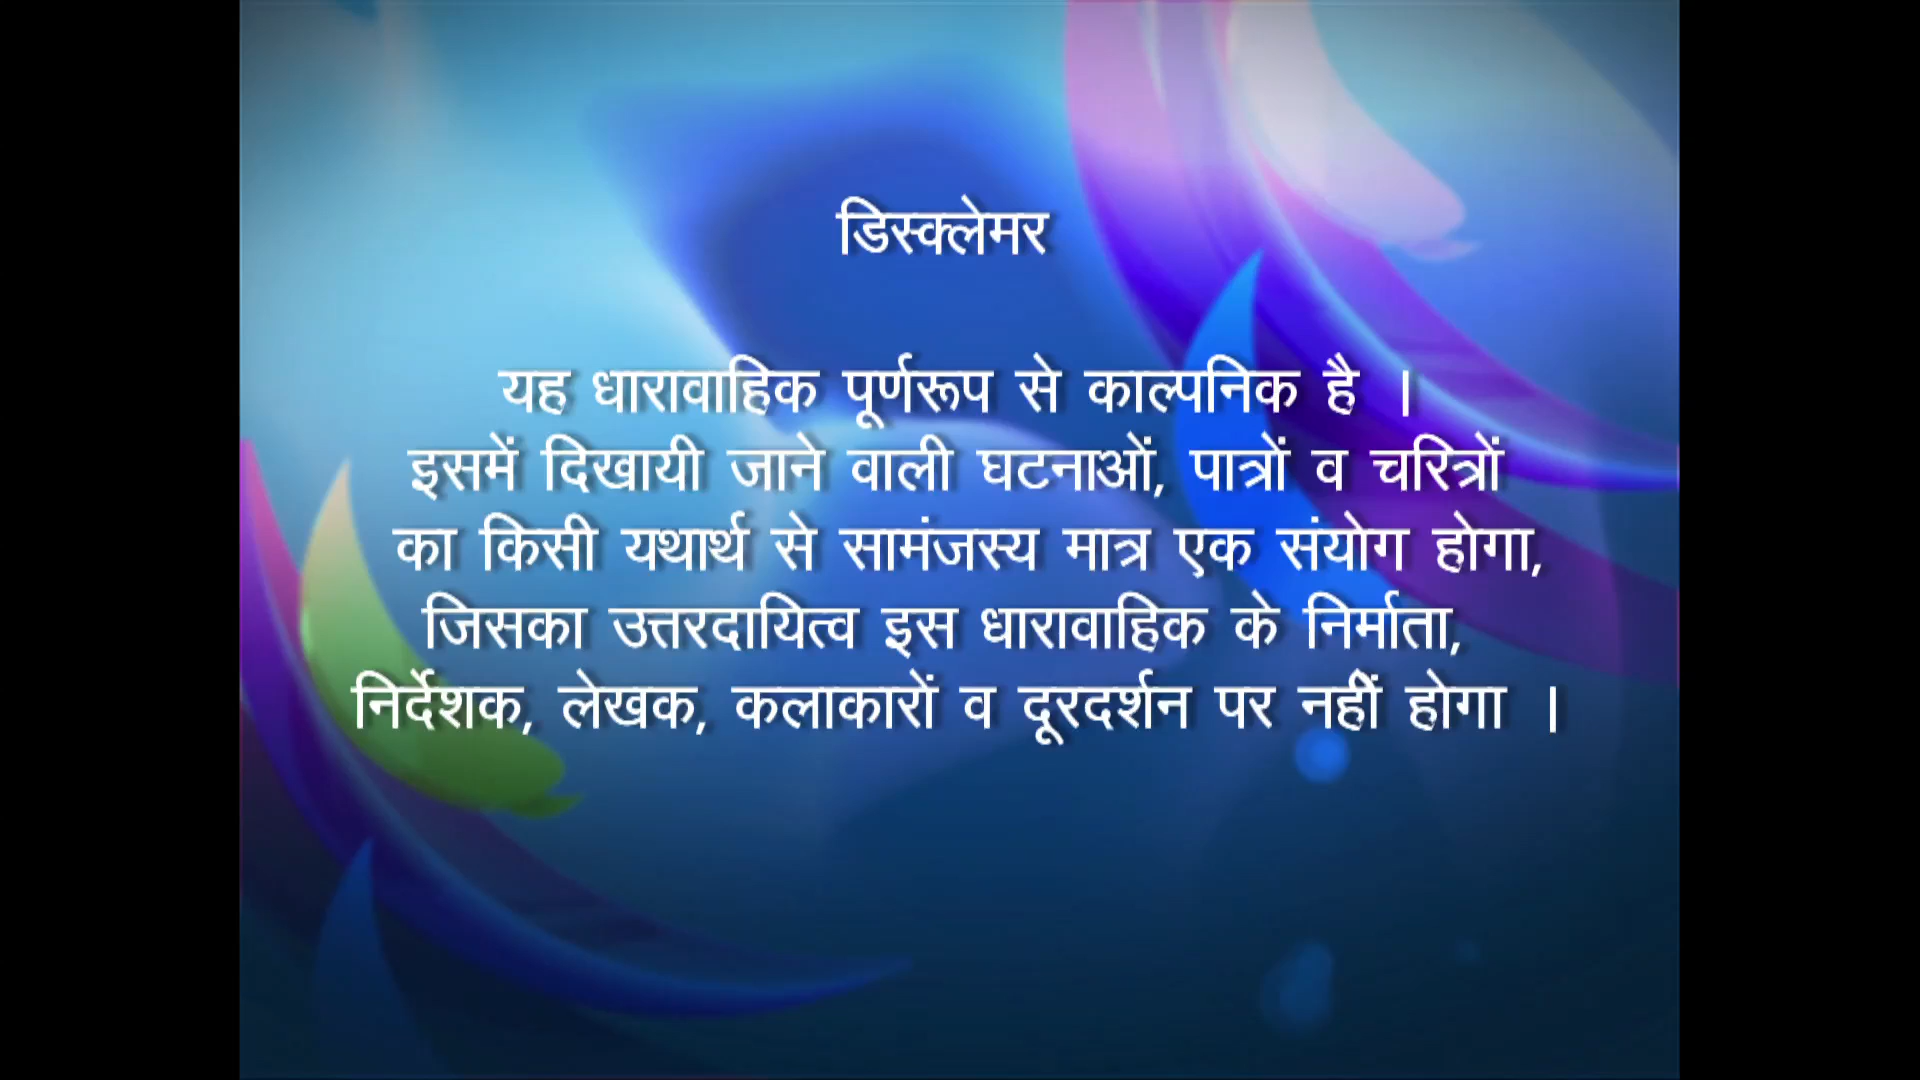 डिस्क्लेमर
यह धारावाहिक पूर्णरूप से काल्पनिक है ।
इसमें दिखायी जाने वाली घटनाओं, पात्रों व चरित्रों
का किसी यथार्थ से सामंजस्य मात्र एक संयोग होगा,
जिसका उत्तरदायित्व इस धारावाहिक के निर्माता,
निर्देशक, लेखक, कलाकारों व दूरदर्शन पर नहीं होगा ।